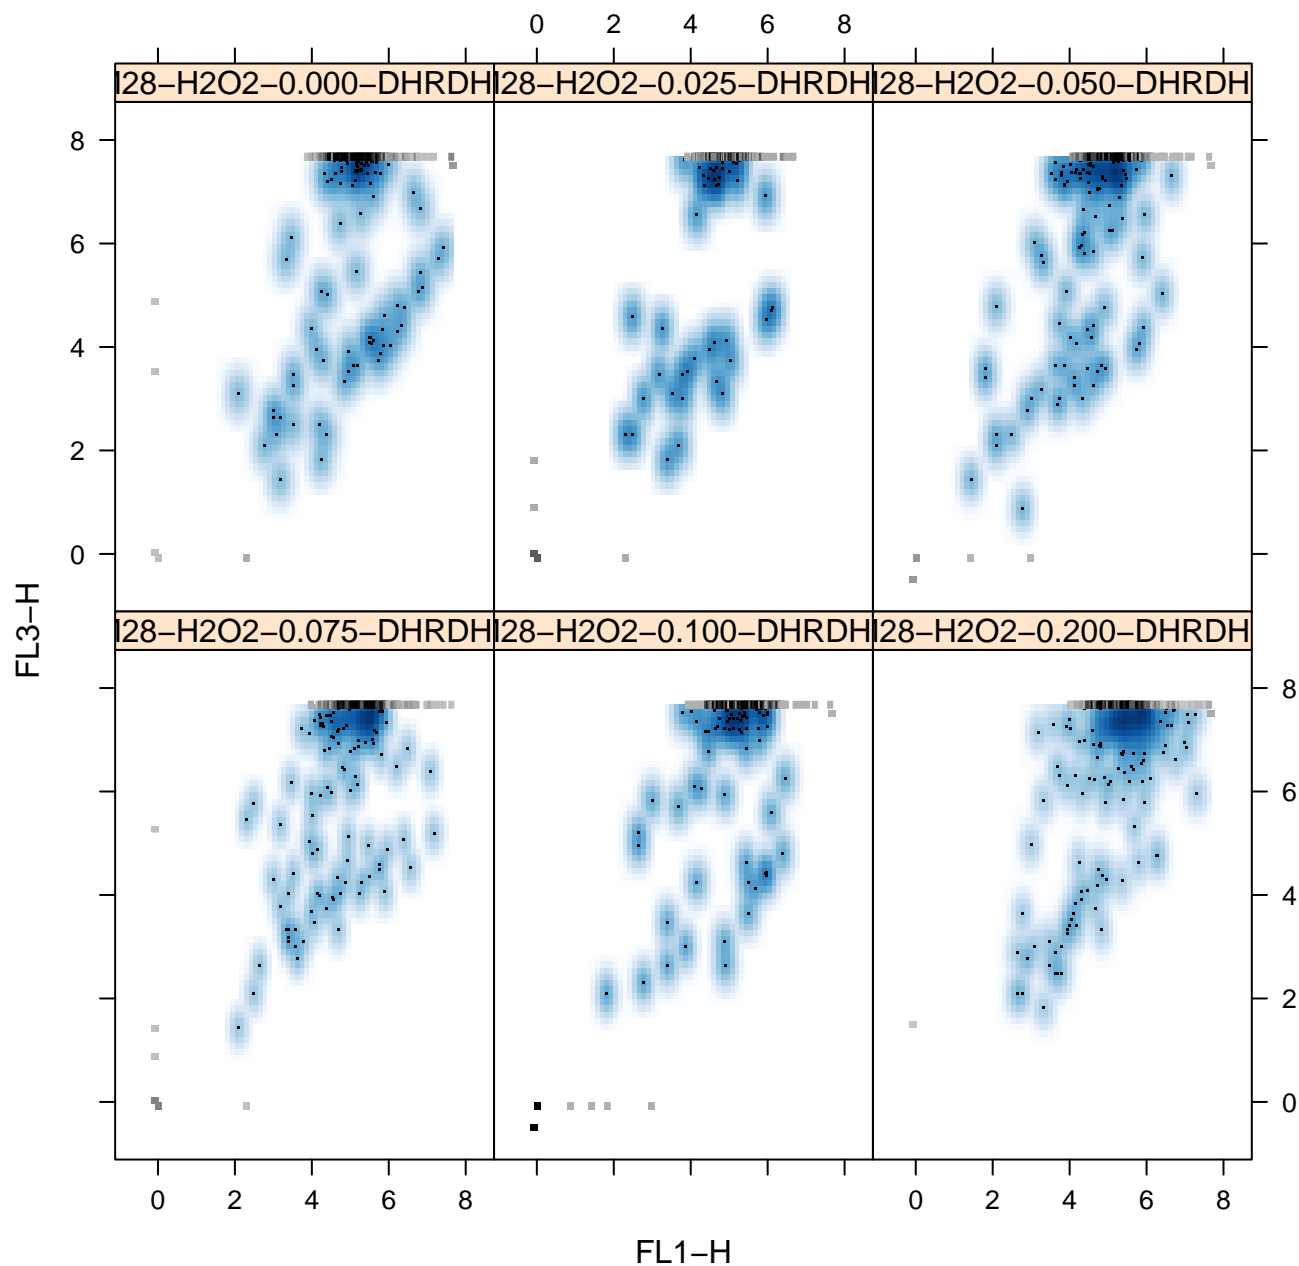 0 2 4 6 8
I28−H2O2−0.000−DHRDH I28−H2O2−0.025−DHRDH I28−H2O2−0.050−DHRDH
8
6
4
2
0
FL3−H
I28−H2O2−0.075−DHRDH I28−H2O2−0.100−DHRDH I28−H2O2−0.200−DHRDH
8
6
4
2
0
0 2 4 6 8 0 2 4 6 8
FL1−H